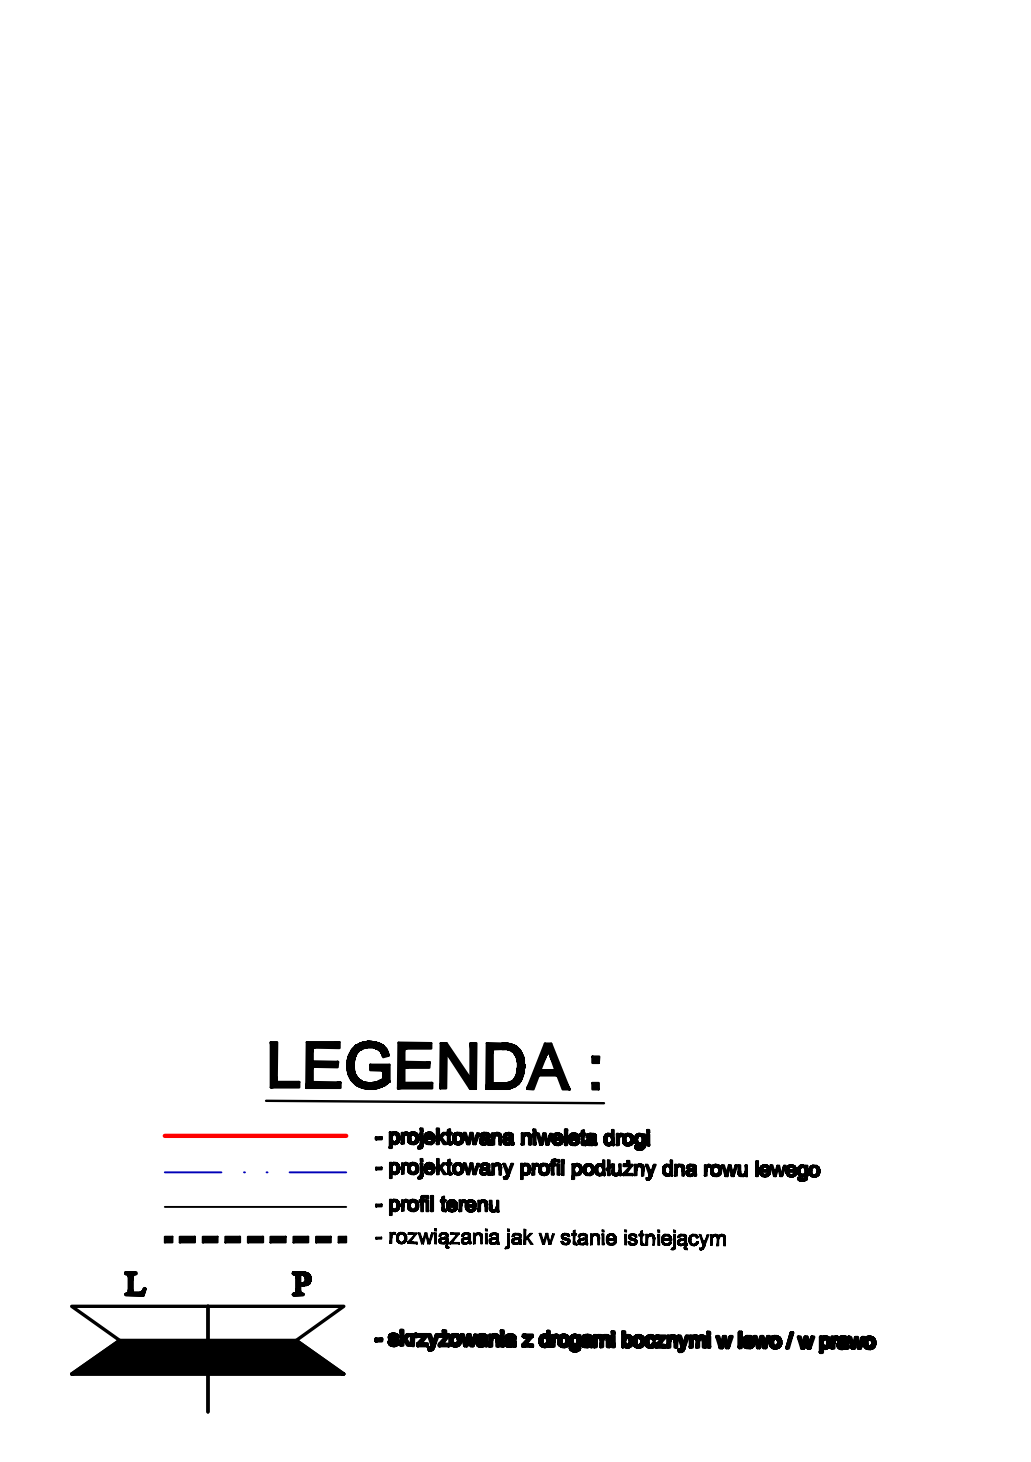 LEGENDA :
- projektowana niweleta drogi
- projektowany profil podłużny dna rowu lewego
- profil terenu
- rozwiązania jak w stanie istniejącym
L P
- skrzyżowania z drogami bocznymi w lewo / w prawo